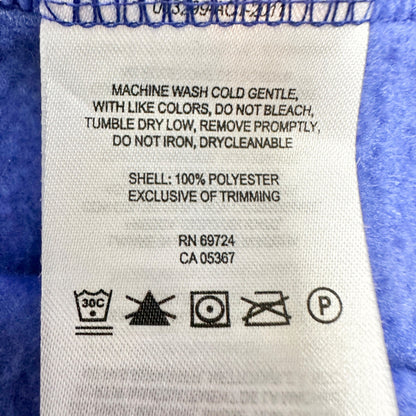 MACHINE WASH COLD GENTLE,
WITH LIKE COLORS, DO NOT BLEACH,
TUMBLE DRY LOW, REMOVE PROMPTLY,
DO NOT IRON, DRYCLEANABLE
SHELL: 100% POLYESTER
EXCLUSIVE OF TRIMMING
RN 69724
CA 05367
30C P